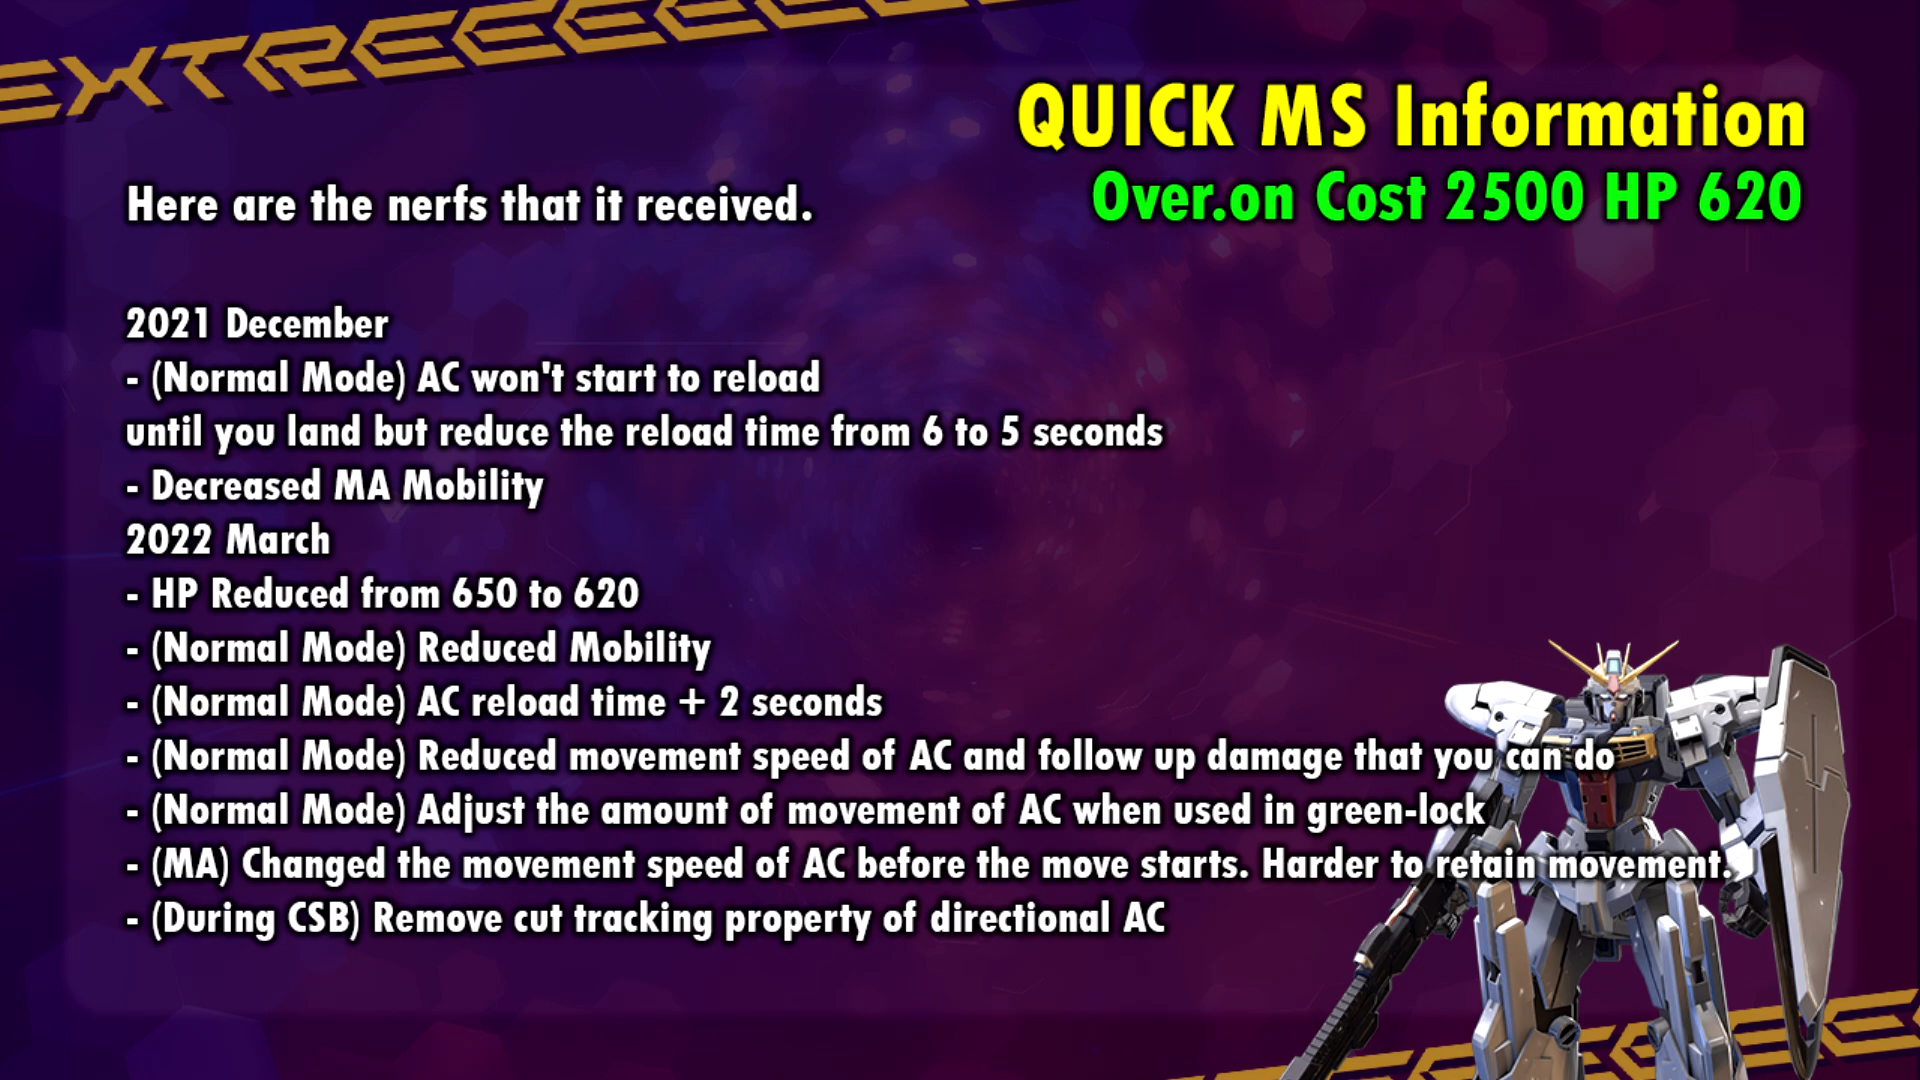 EXTREEEEE
QUICK MS Information
Over.on Cost 2500 HP 620
Here are the nerfs that it received.
2021 December
- (Normal Mode) AC won't start to reload
until you land but reduce the reload time from 6 to 5 seconds
- Decreased MA Mobility
2022 March
- HP Reduced from 650 to 620
- (Normal Mode) Reduced Mobility
- (Normal Mode) AC reload time + 2 seconds
- (Normal Mode) Reduced movement speed of AC and follow up damage that you can do
- (Normal Mode) Adjust the amount of movement of AC when used in green-lock
- (MA) Changed the movement speed of AC before the move starts. Harder to retain movement.
- (During CSB) Remove cut tracking property of directional AC